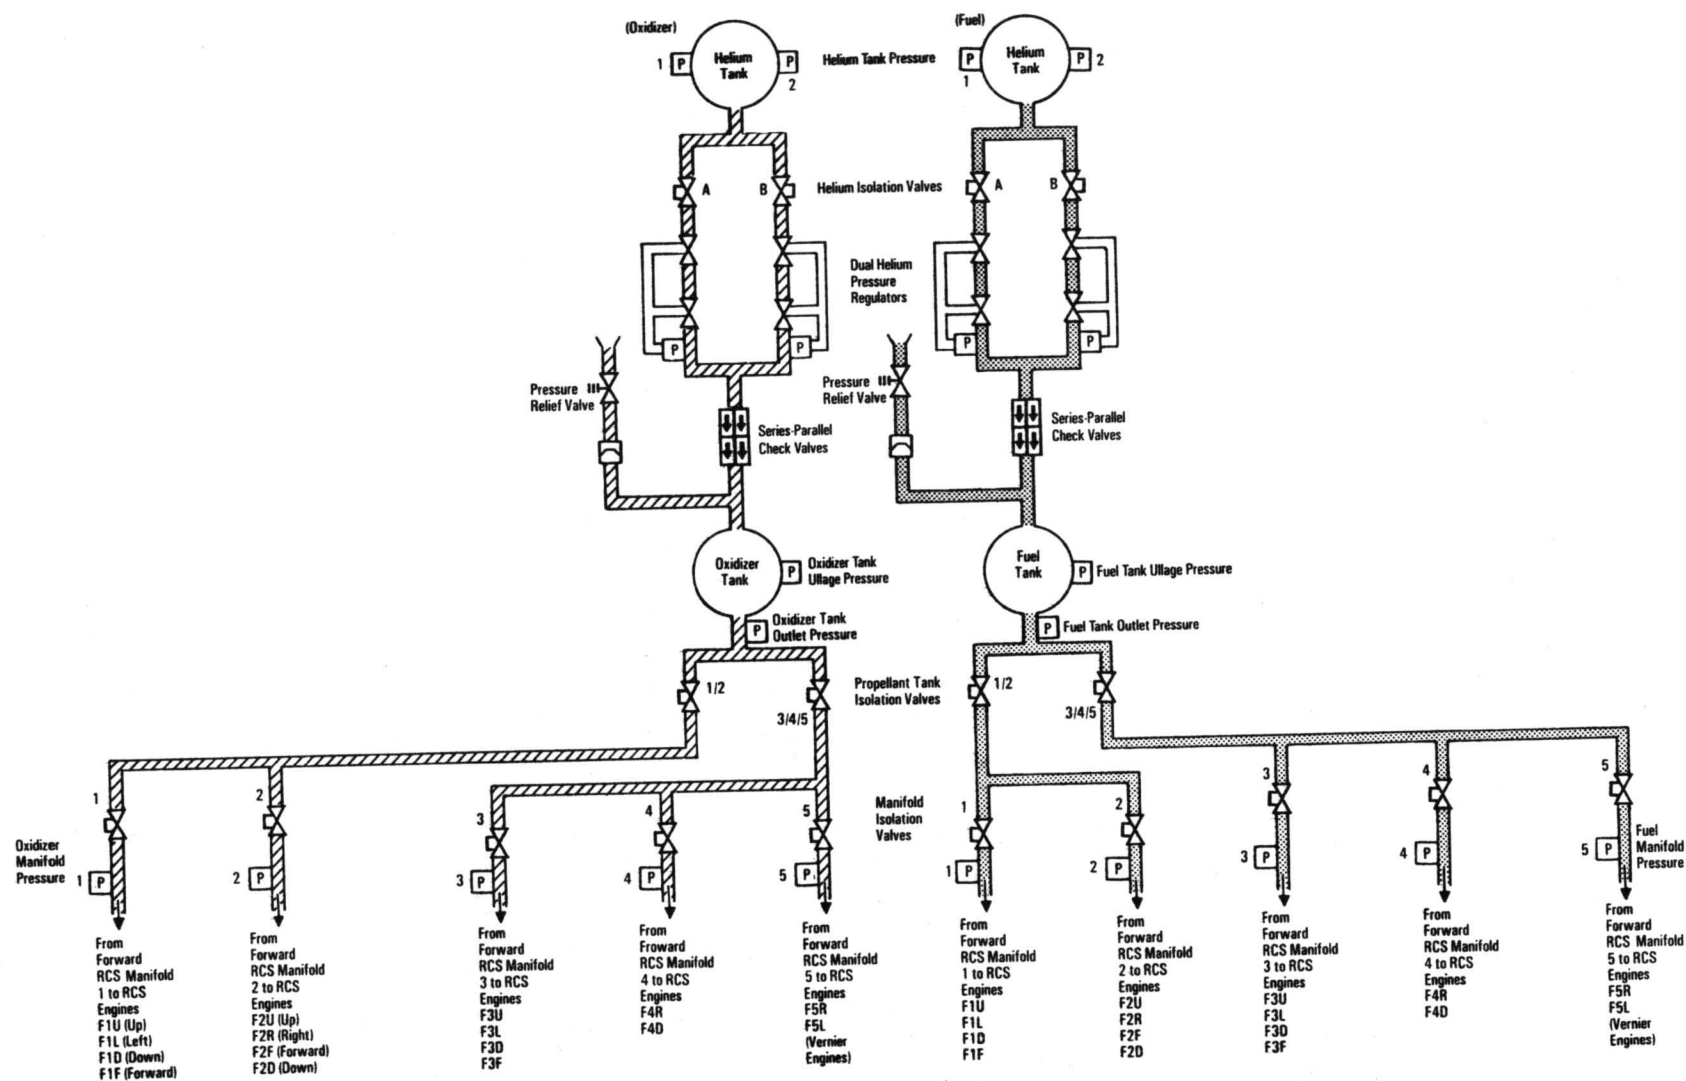 (Oxidizer)
1
P
Helium
Tank
P
2
Helium Tank Pressure
(Fuel)
P
1
Helium
Tank
P
2
A
B
Helium Isolation Valves
A
B
Dual Helium
Pressure
Regulators
P
P
P
P
Pressure
Relief Valve
Series-Parallel
Check Valves
Pressure
Relief Valve
Series-Parallel
Check Valves
Oxidizer
Tank
P
Oxidizer Tank
Ullage Pressure
Fuel
Tank
P
Fuel Tank Ullage Pressure
P
Oxidizer Tank
Outlet Pressure
P
Fuel Tank Outlet Pressure
1/2
3/4/5
Propellant Tank
Isolation Valves
1/2
3/4/5
1
2
3
4
5
Manifold
Isolation
Valves
1
2
3
4
5
Oxidizer
Manifold
Pressure
1
P
2
P
3
P
4
P
5
P
1
P
2
P
3
P
4
P
5
P
Fuel
Manifold
Pressure
From
Forward
RCS Manifold
1 to RCS
Engines
F1U (Up)
F1L (Left)
F1D (Down)
F1F (Forward)
From
Forward
RCS Manifold
2 to RCS
Engines
F2U (Up)
F2R (Right)
F2F (Forward)
F2D (Down)
From
Forward
RCS Manifold
3 to RCS
Engines
F3U
F3L
F3D
F3F
From
Froward
RCS Manifold
4 to RCS
Engines
F4R
F4D
From
Forward
RCS Manifold
5 to RCS
Engines
F5R
F5L
(Vernier
Engines)
From
Forward
RCS Manifold
1 to RCS
Engines
F1U
F1L
F1D
F1F
From
Forward
RCS Manifold
2 to RCS
Engines
F2U
F2R
F2F
F2D
From
Forward
RCS Manifold
3 to RCS
Engines
F3U
F3L
F3D
F3F
From
Forward
RCS Manifold
4 to RCS
Engines
F4R
F4D
From
Forward
RCS Manifold
5 to RCS
Engines
F5R
F5L
(Vernier
Engines)